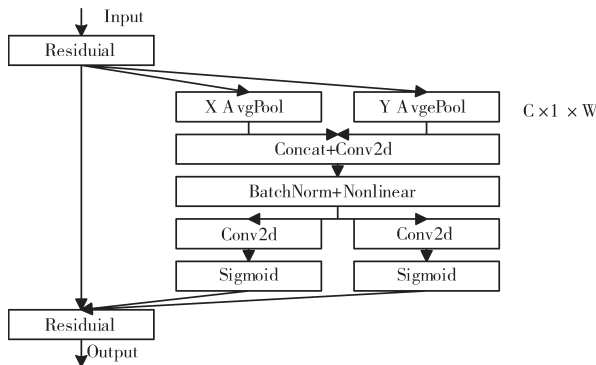 Input
Residuial
X AvgPool
Y AvgePool
C×1×W
Concat+Conv2d
BatchNorm+Nonlinear
Conv2d
Conv2d
Sigmoid
Sigmoid
Residuial
Output